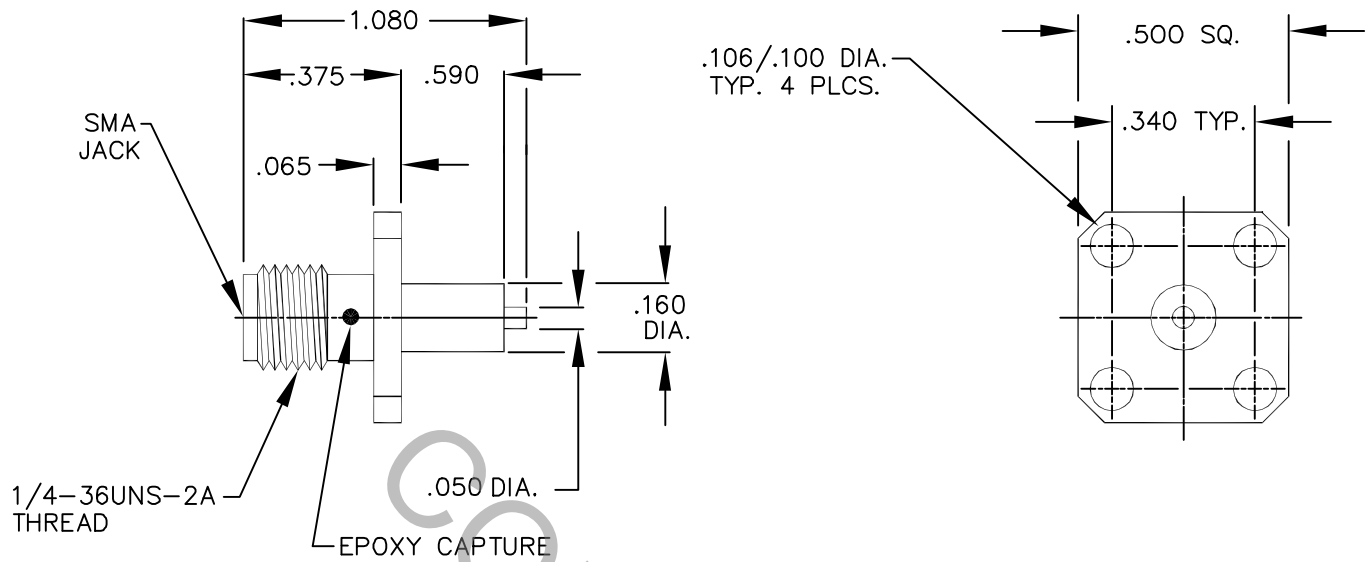 1.080
.375
.590
SMA
JACK
.065
.160
DIA.
1/4-36UNS-2A
THREAD
.050 DIA.
EPOXY CAPTURE
.500 SQ.
.106/.100 DIA.
TYP. 4 PLCS.
.340 TYP.